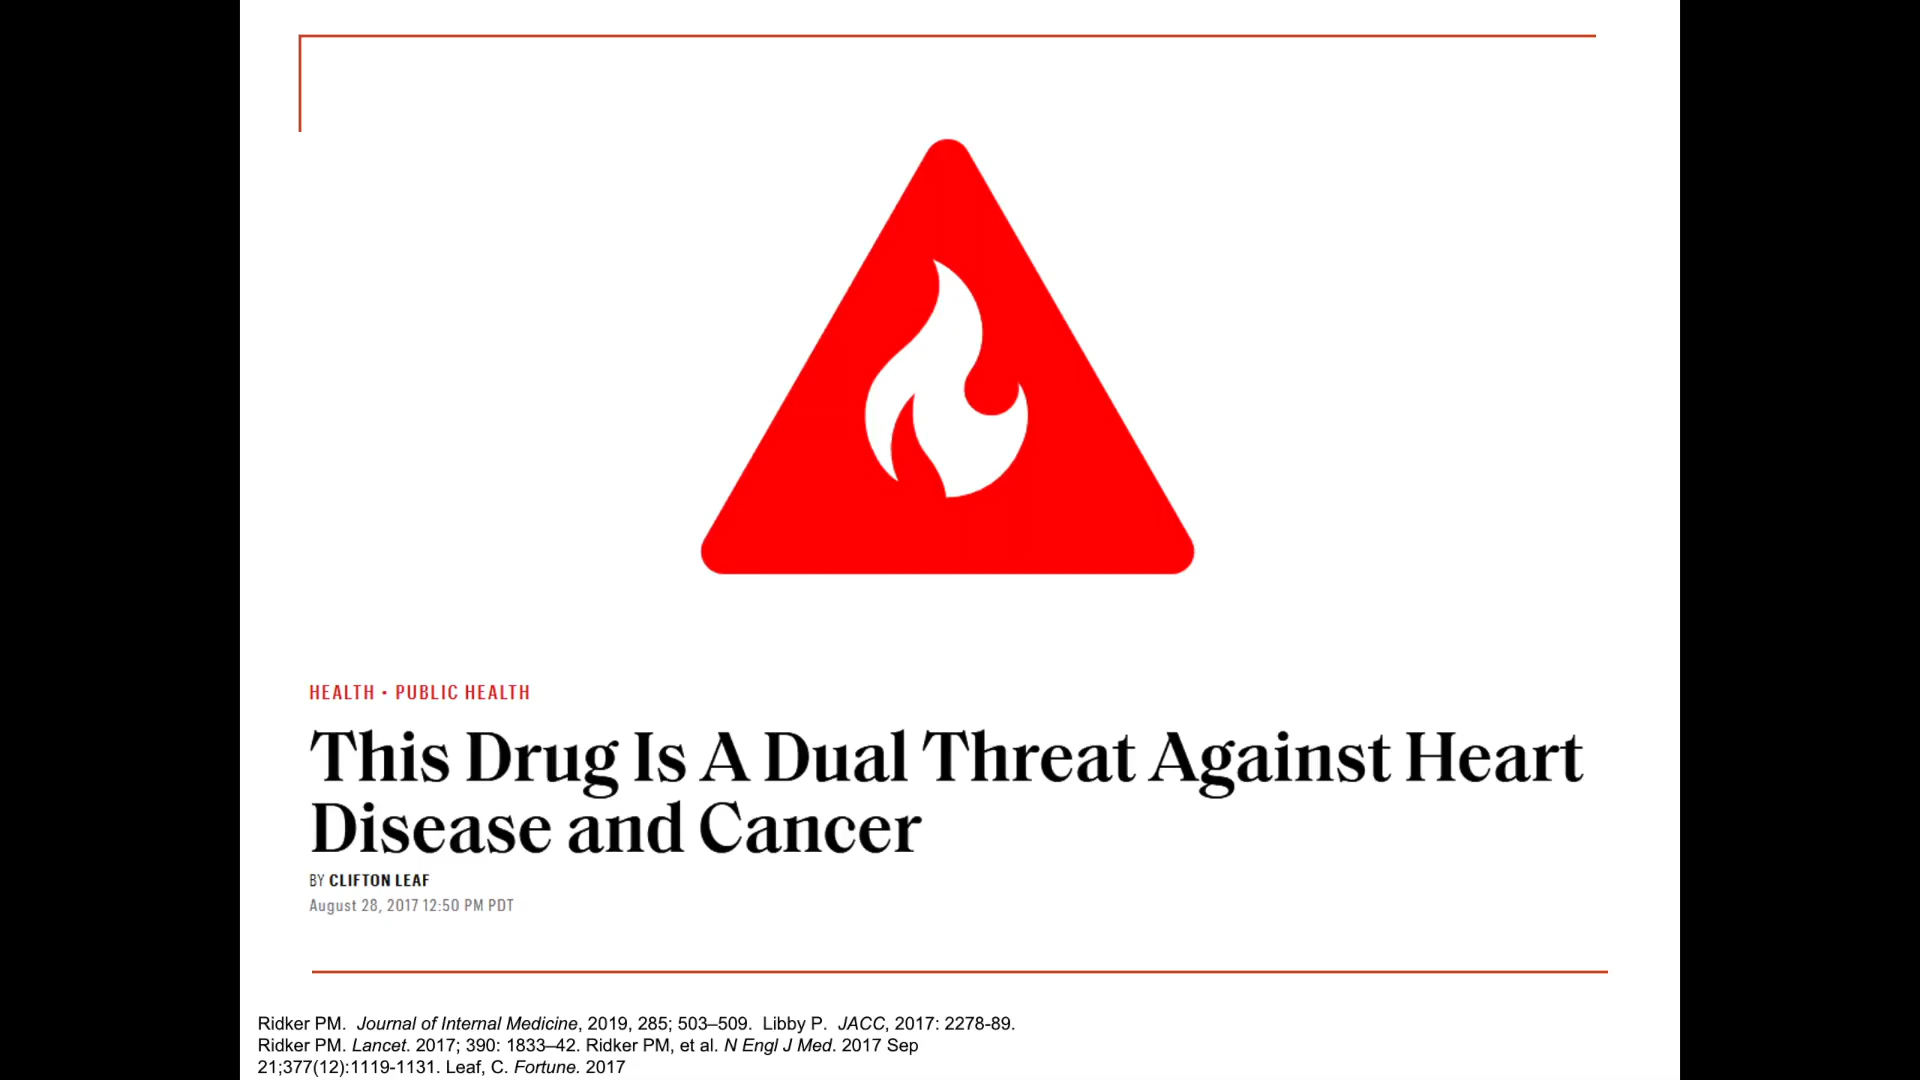 HEALTH • PUBLIC HEALTH
This Drug Is A Dual Threat Against Heart
Disease and Cancer
BY CLIFTON LEAF
August 28, 2017 12:50 PM PDT
Ridker PM.  Journal of Internal Medicine, 2019, 285; 503–509.  Libby P.  JACC, 2017: 2278-89.
Ridker PM. Lancet. 2017; 390: 1833–42. Ridker PM, et al. N Engl J Med. 2017 Sep
21;377(12):1119-1131. Leaf, C. Fortune. 2017